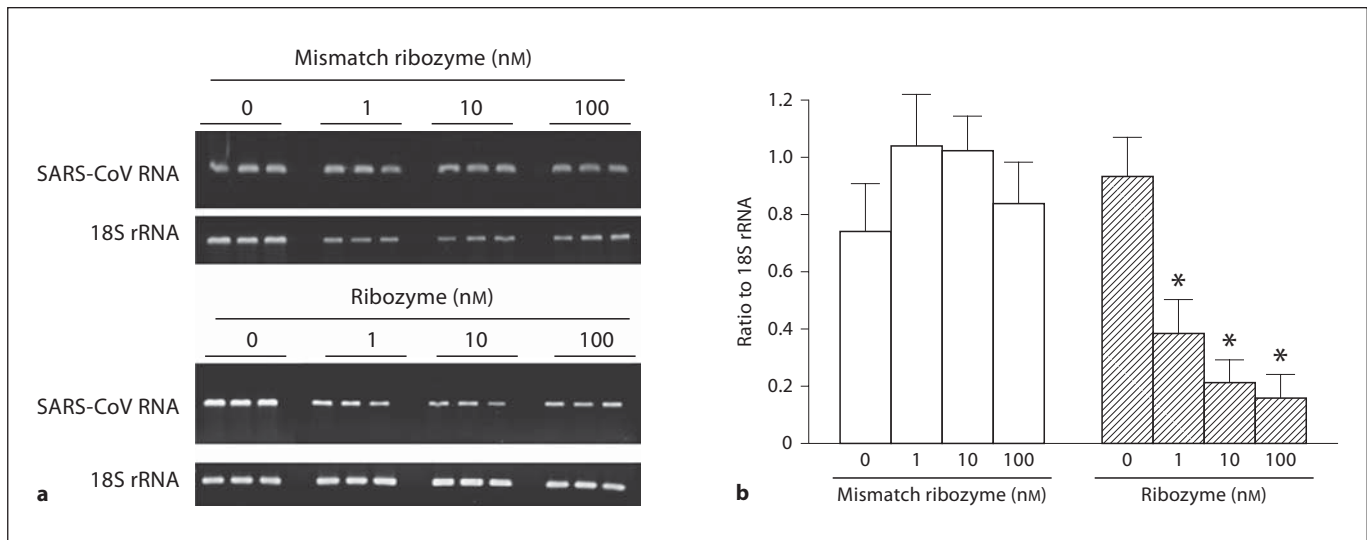 Mismatch ribozyme (nM)
0 1 10 100
SARS-CoV RNA
18S rRNA
Ribozyme (nM)
0 1 10 100
SARS-CoV RNA
18S rRNA
a
Ratio to 18S rRNA
1.2
1.0
0.8
0.6
0.4
0.2
0
* * *
0 1 10 100 0 1 10 100
Mismatch ribozyme (nM) Ribozyme (nM)
b